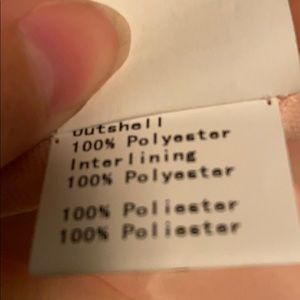 Outshell
100% Polyester
Interlining
100% Polyester
100% Poliester
100% Poliester